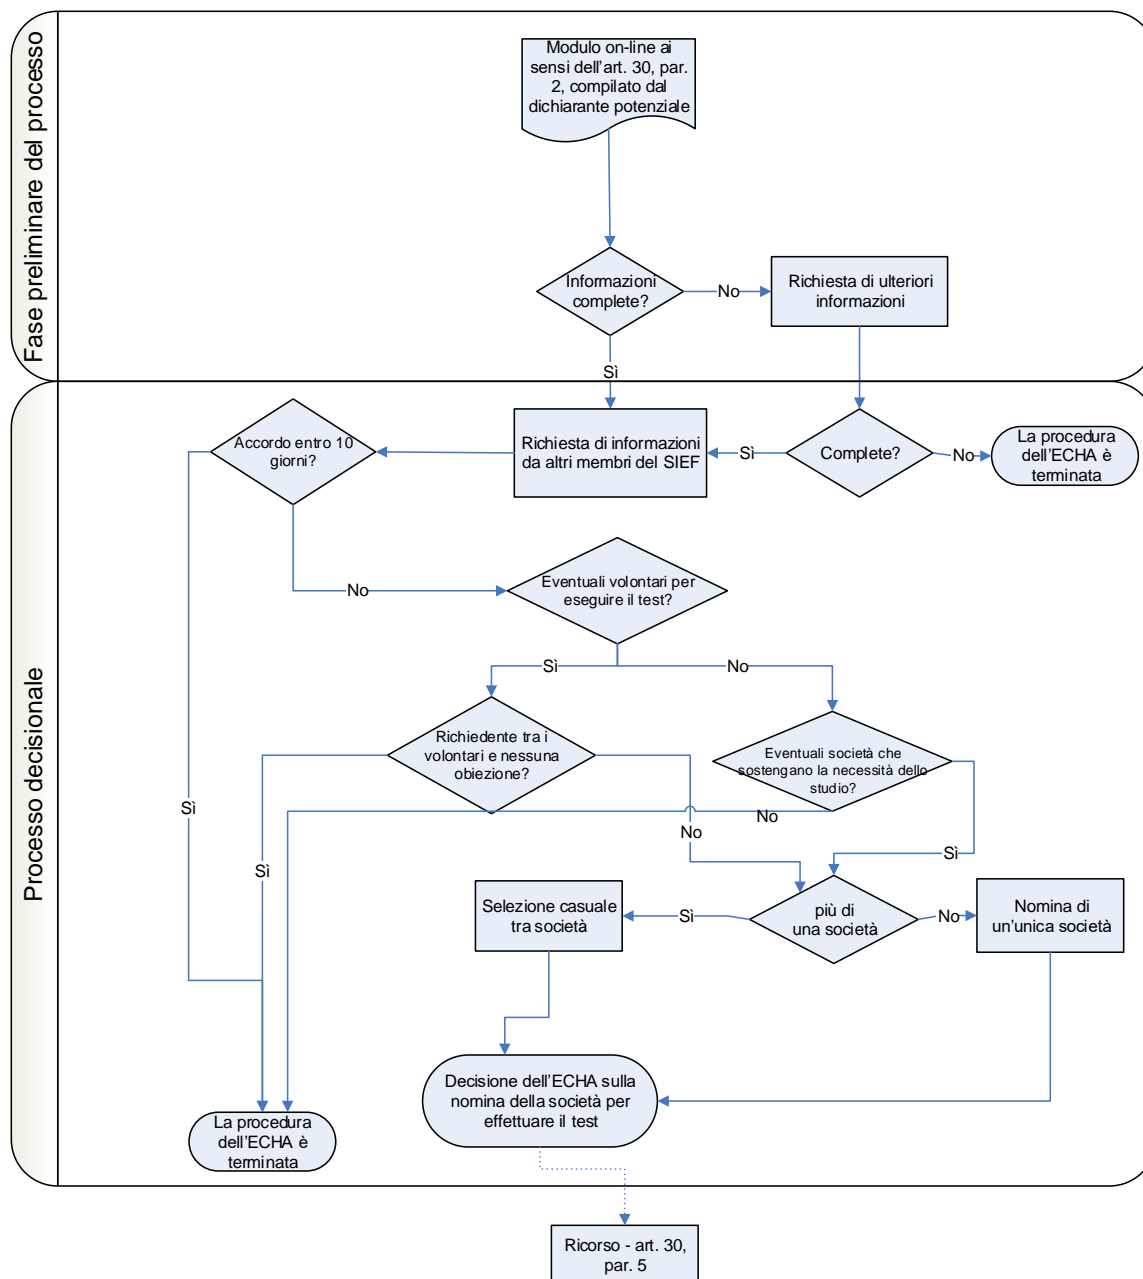 Fase preliminare del processo
Modulo on-line ai
sensi dell'art. 30, par.
2, compilato dal
dichiarante potenziale
Informazioni
complete?
No
Richiesta di ulteriori
informazioni
Sì
Processo decisionale
Accordo entro 10
giorni?
Richiesta di informazioni
da altri membri del SIEF
Sì
Complete?
No
La procedura
dell'ECHA è
terminata
No
Eventuali volontari per
eseguire il test?
Sì
No
Richiedente tra i
volontari e nessuna
obiezione?
Eventuali società che
sostengano la necessità dello
studio?
Sì
No
No
Sì
Sì
Selezione casuale
tra società
Sì
più di
una società
No
Nomina di
un'unica società
Decisione dell'ECHA sulla
nomina della società per
effettuare il test
La procedura
dell'ECHA è
terminata
Ricorso - art. 30,
par. 5